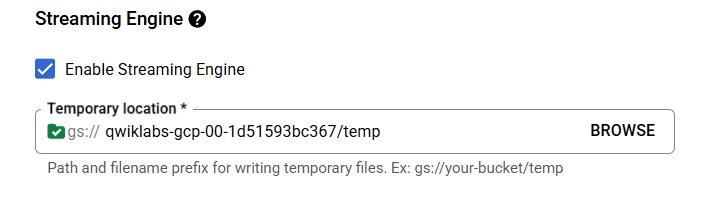 Streaming Engine
Enable Streaming Engine
Temporary location *
gs:// qwiklabs-gcp-00-1d51593bc367/temp BROWSE
Path and filename prefix for writing temporary files. Ex: gs://your-bucket/temp